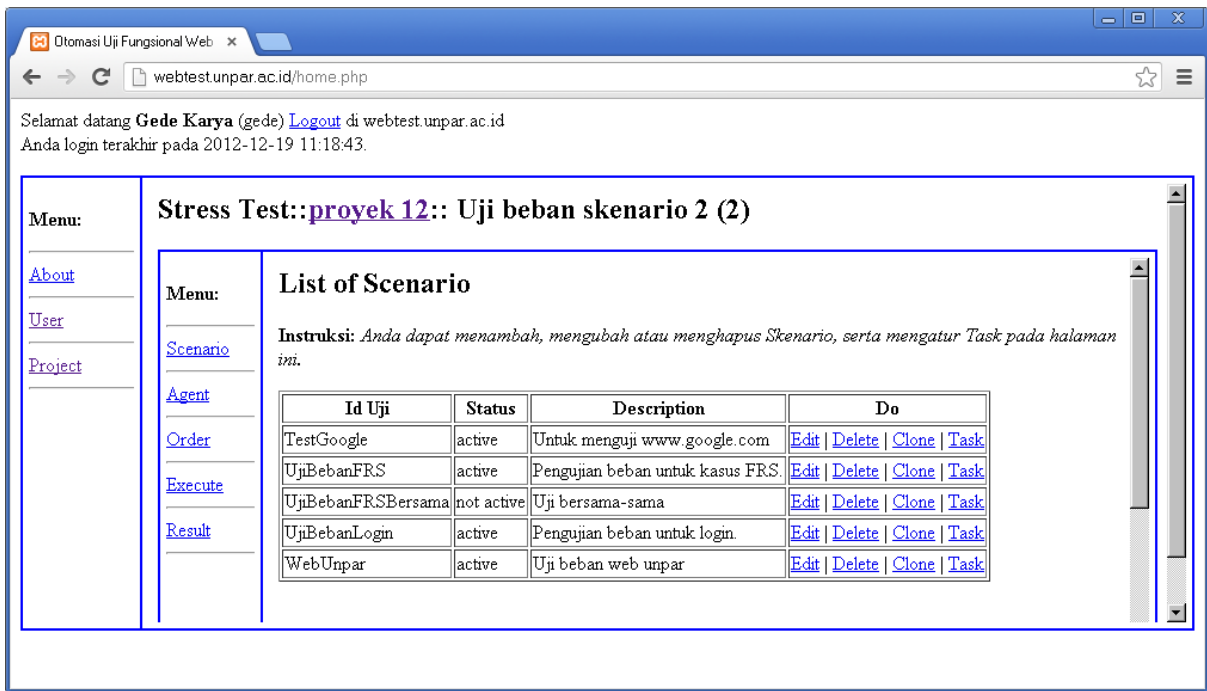 Otomasi Uji Fungsional Web
webtest.unpar.ac.id/home.php
Selamat datang Gede Karya (gede) Logout di webtest.unpar.ac.id
Anda login terakhir pada 2012-12-19 11:18:43.
Menu:
About
User
Project
Stress Test::proyek 12:: Uji beban skenario 2 (2)
Menu:
Scenario
Agent
Order
Execute
Result
List of Scenario
Instruksi: Anda dapat menambah, mengubah atau menghapus Skenario, serta mengatur Task pada halaman
ini.
Id Uji Status Description Do
TestGoogle active Untuk menguji www.google.com Edit | Delete | Clone | Task
UjiBebanFRS active Pengujian beban untuk kasus FRS. Edit | Delete | Clone | Task
UjiBebanFRSBersama not active Uji bersama-sama Edit | Delete | Clone | Task
UjiBebanLogin active Pengujian beban untuk login. Edit | Delete | Clone | Task
WebUnpar active Uji beban web unpar Edit | Delete | Clone | Task